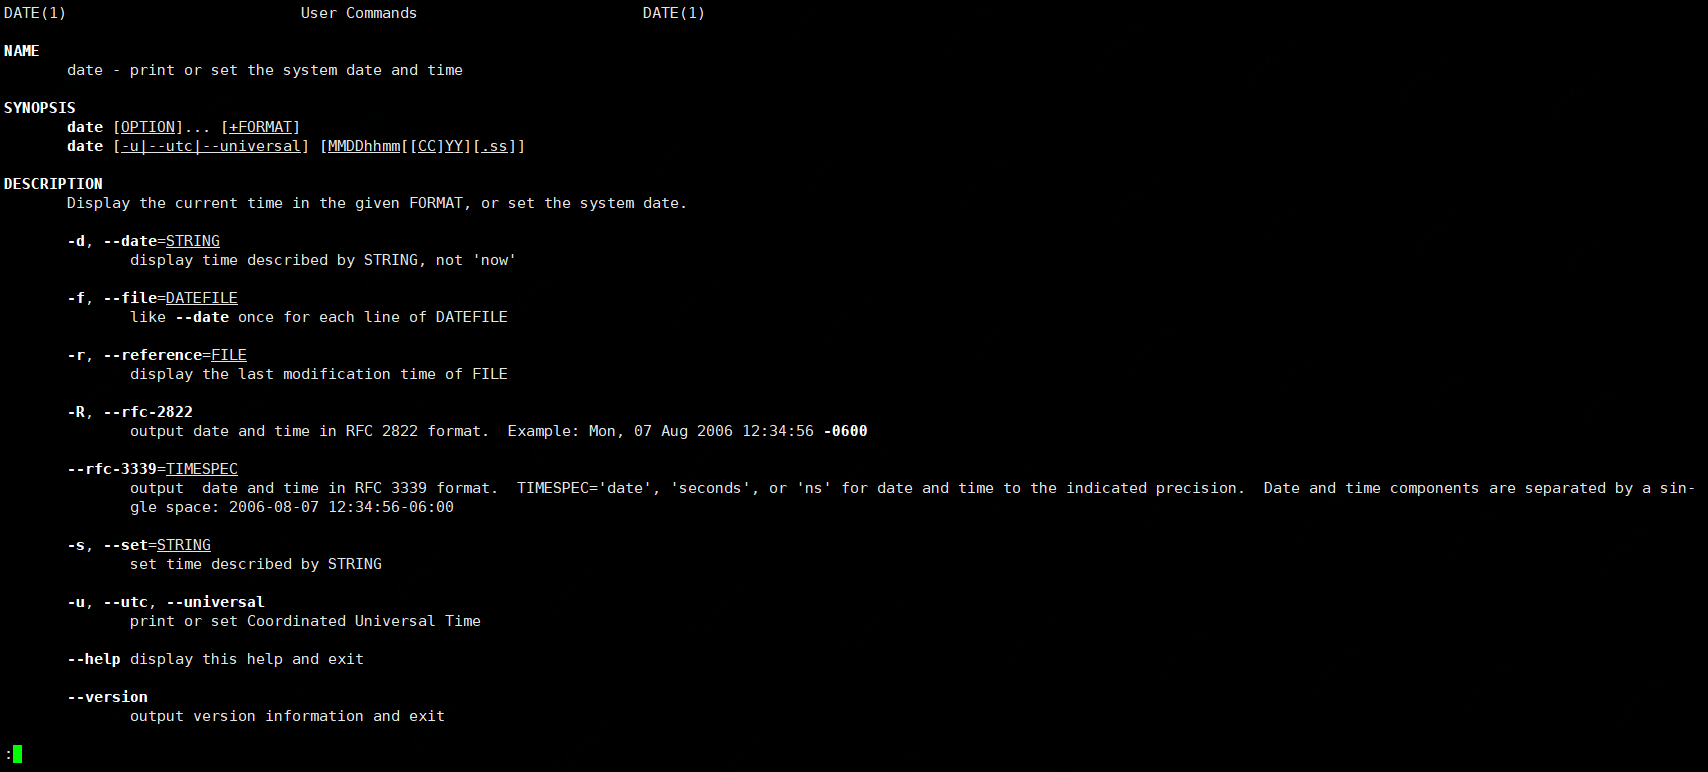 DATE(1)                          User Commands                         DATE(1)
NAME
date - print or set the system date and time
SYNOPSIS
date [OPTION]... [+FORMAT]
date [-u|--utc|--universal] [MMDDhhmm[[CC]YY][.ss]]
DESCRIPTION
Display the current time in the given FORMAT, or set the system date.
-d, --date=STRING
display time described by STRING, not 'now'
-f, --file=DATEFILE
like --date once for each line of DATEFILE
-r, --reference=FILE
display the last modification time of FILE
-R, --rfc-2822
output date and time in RFC 2822 format.  Example: Mon, 07 Aug 2006 12:34:56 -0600
--rfc-3339=TIMESPEC
output  date and time in RFC 3339 format.  TIMESPEC='date', 'seconds', or 'ns' for date and time to the indicated precision.  Date and time components are separated by a sin-
gle space: 2006-08-07 12:34:56-06:00
-s, --set=STRING
set time described by STRING
-u, --utc, --universal
print or set Coordinated Universal Time
--help display this help and exit
--version
output version information and exit
: